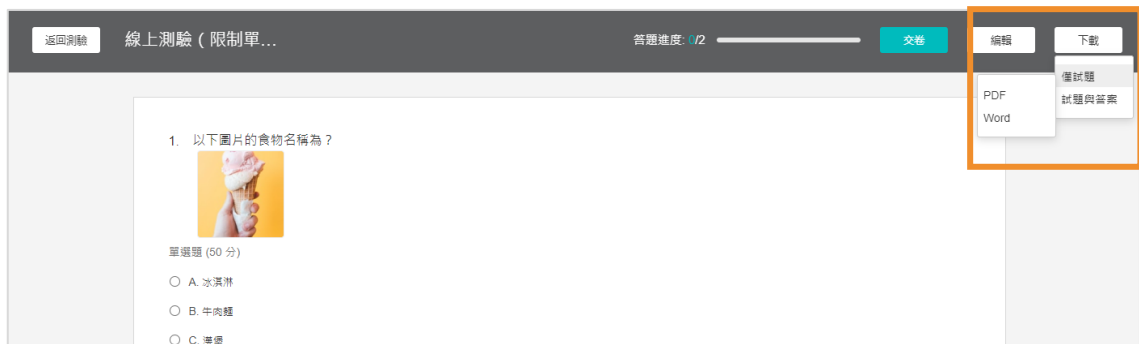 返回測驗 線上測驗 ( 限制單... 答題進度: 0/2 交卷 編輯 下載
僅試題
PDF 試題與答案
Word
1. 以下圖片的食物名稱為？
單選題 (50 分)
A. 冰淇淋
B. 牛肉麵
C. 漢堡